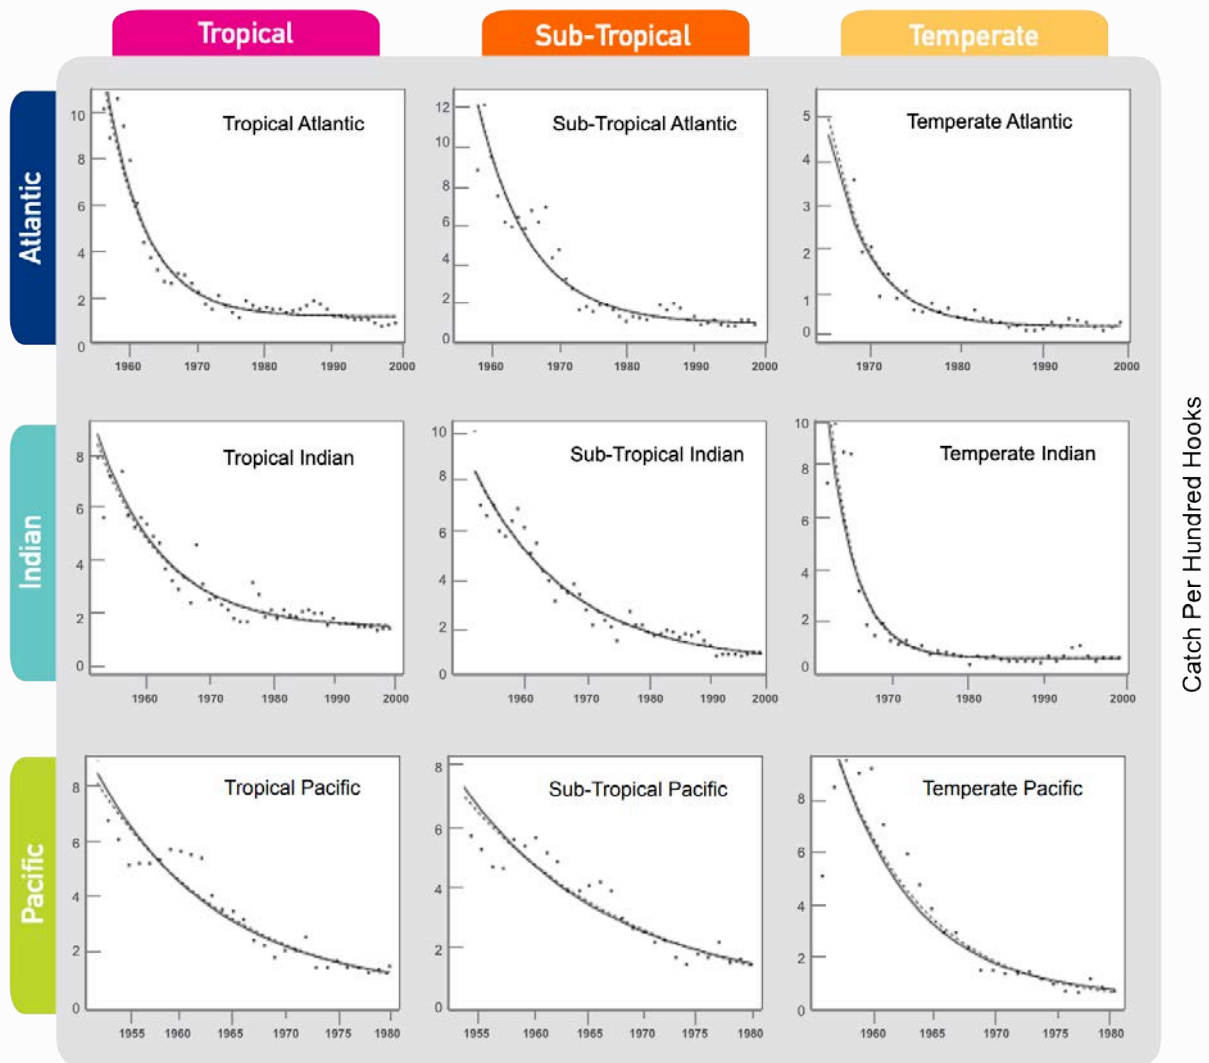 Tropical
Sub-Tropical
Temperate
Atlantic
Tropical Atlantic
10
8
6
4
2
0
1960 1970 1980 1990 2000
Sub-Tropical Atlantic
12
10
8
6
4
2
0
1960 1970 1980 1990 2000
Temperate Atlantic
5
4
3
2
1
0
1970 1980 1990 2000
Indian
Tropical Indian
8
6
4
2
0
1960 1970 1980 1990 2000
Sub-Tropical Indian
10
8
6
4
2
0
1960 1970 1980 1990 2000
Temperate Indian
10
8
6
4
2
0
1970 1980 1990 2000
Pacific
Tropical Pacific
8
6
4
2
0
1955 1960 1965 1970 1975 1980
Sub-Tropical Pacific
8
6
4
2
0
1955 1960 1965 1970 1975 1980
Temperate Pacific
8
6
4
2
0
1960 1965 1970 1975 1980
Catch Per Hundred Hooks